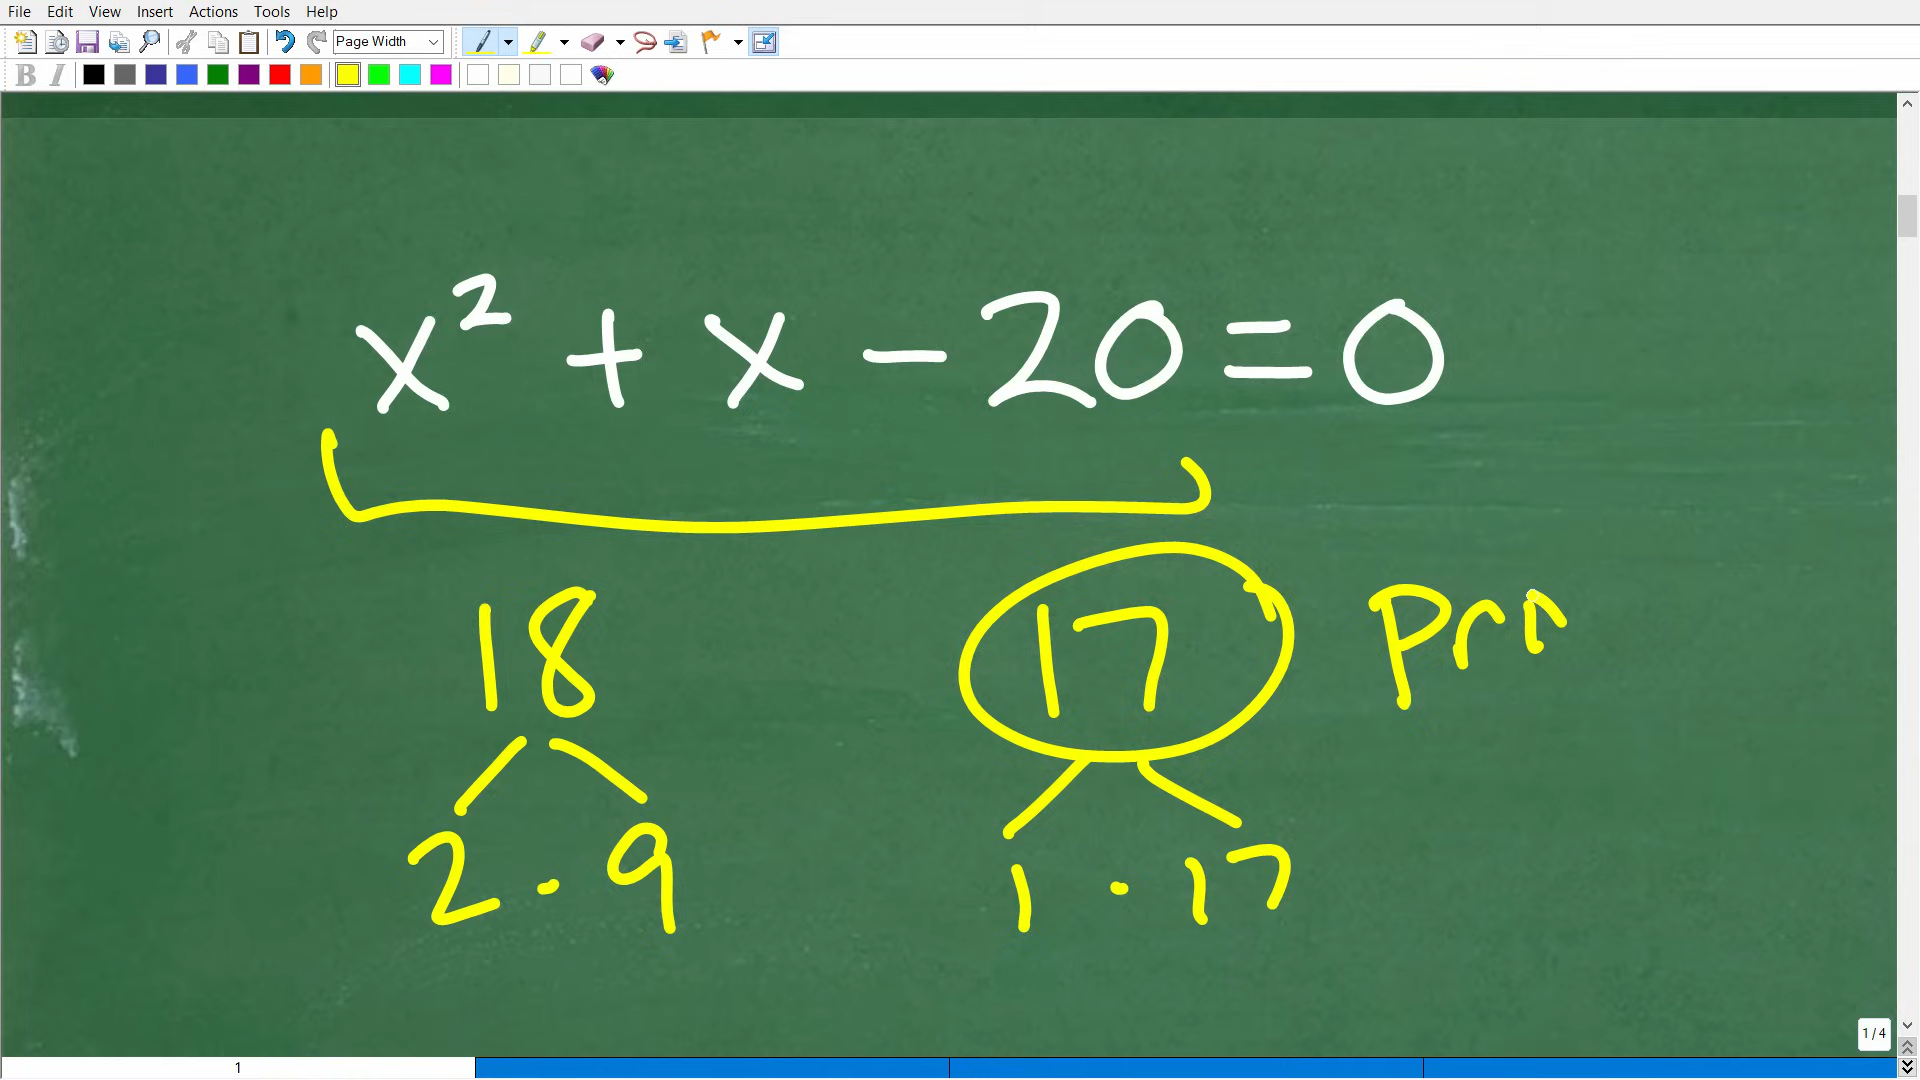 File Edit View Insert Actions Tools Help
Page Width
B I
x² + x - 20 = 0
18 17 Pri
2 · 9 1 · 17
1 / 4
1